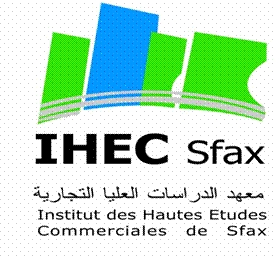 IHEC Sfax
معهد الدراسات العليا التجارية
Institut des Hautes Etudes
Commerciales de Sfax